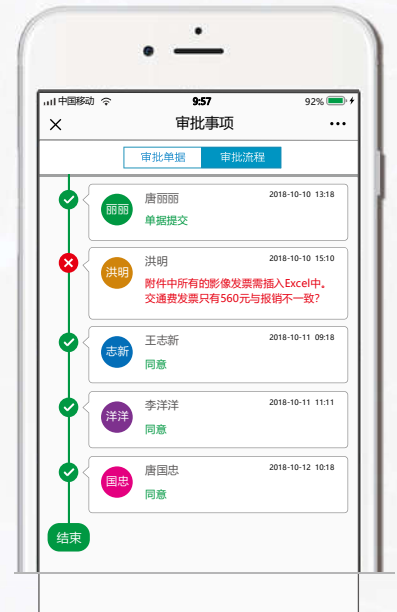 中国移动 9:57 92%
审批事项
审批单据 审批流程
丽丽 唐丽丽 2018-10-10 13:18
单据提交
洪明 洪明 2018-10-10 15:10
附件中所有的影像发票需插入Excel中。
交通费发票只有560元与报销不一致?
志新 王志新 2018-10-11 09:18
同意
洋洋 李洋洋 2018-10-11 11:11
同意
国忠 唐国忠 2018-10-12 10:18
同意
结束